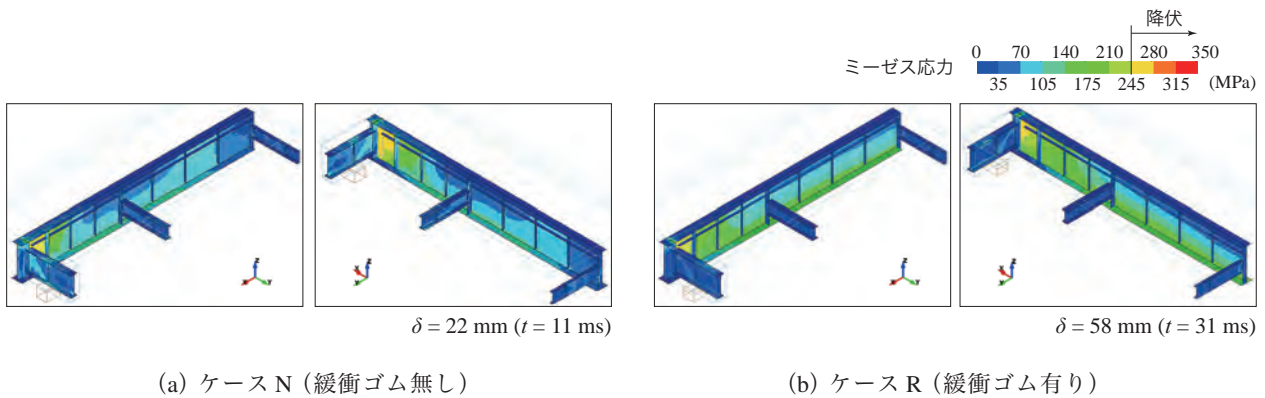 降伏
ミーゼス応力
0 70 140 210 280 350
35 105 175 245 315 (MPa)
z x y
z x y
z x y
z x y
δ = 22 mm (t = 11 ms)
δ = 58 mm (t = 31 ms)
(a) ケース N(緩衝ゴム無し)
(b) ケース R(緩衝ゴム有り)